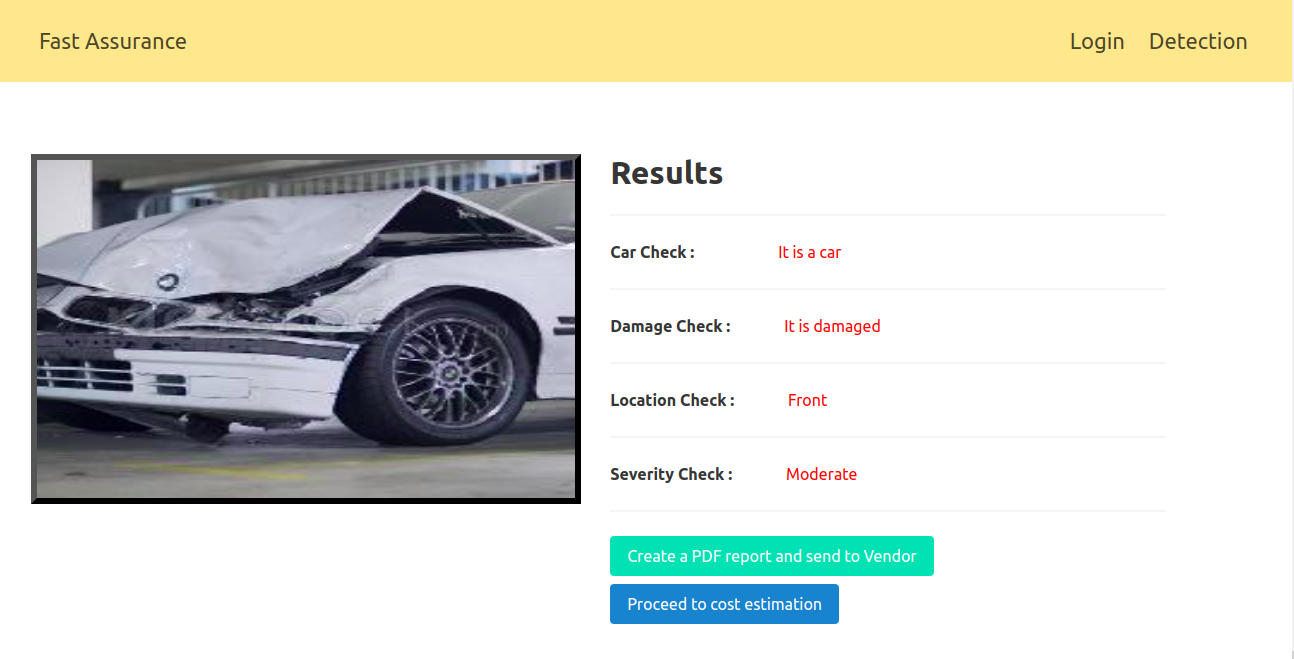 Fast Assurance
Login Detection
Results
Car Check : It is a car
Damage Check : It is damaged
Location Check : Front
Severity Check : Moderate
Create a PDF report and send to Vendor
Proceed to cost estimation